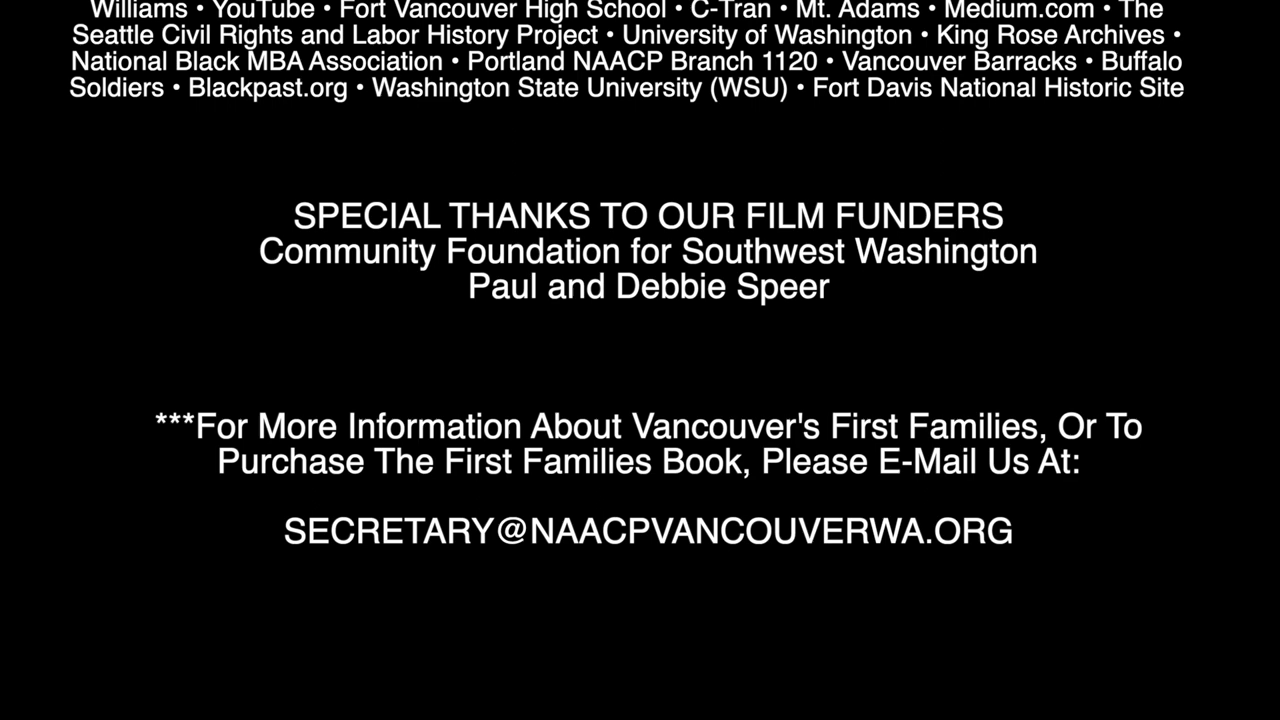 Williams • YouTube • Fort Vancouver High School • C-Tran • Mt. Adams • Medium.com • The
Seattle Civil Rights and Labor History Project • University of Washington • King Rose Archives •
National Black MBA Association • Portland NAACP Branch 1120 • Vancouver Barracks • Buffalo
Soldiers • Blackpast.org • Washington State University (WSU) • Fort Davis National Historic Site
SPECIAL THANKS TO OUR FILM FUNDERS
Community Foundation for Southwest Washington
Paul and Debbie Speer
***For More Information About Vancouver's First Families, Or To
Purchase The First Families Book, Please E-Mail Us At:
SECRETARY@NAACPVANCOUVERWA.ORG